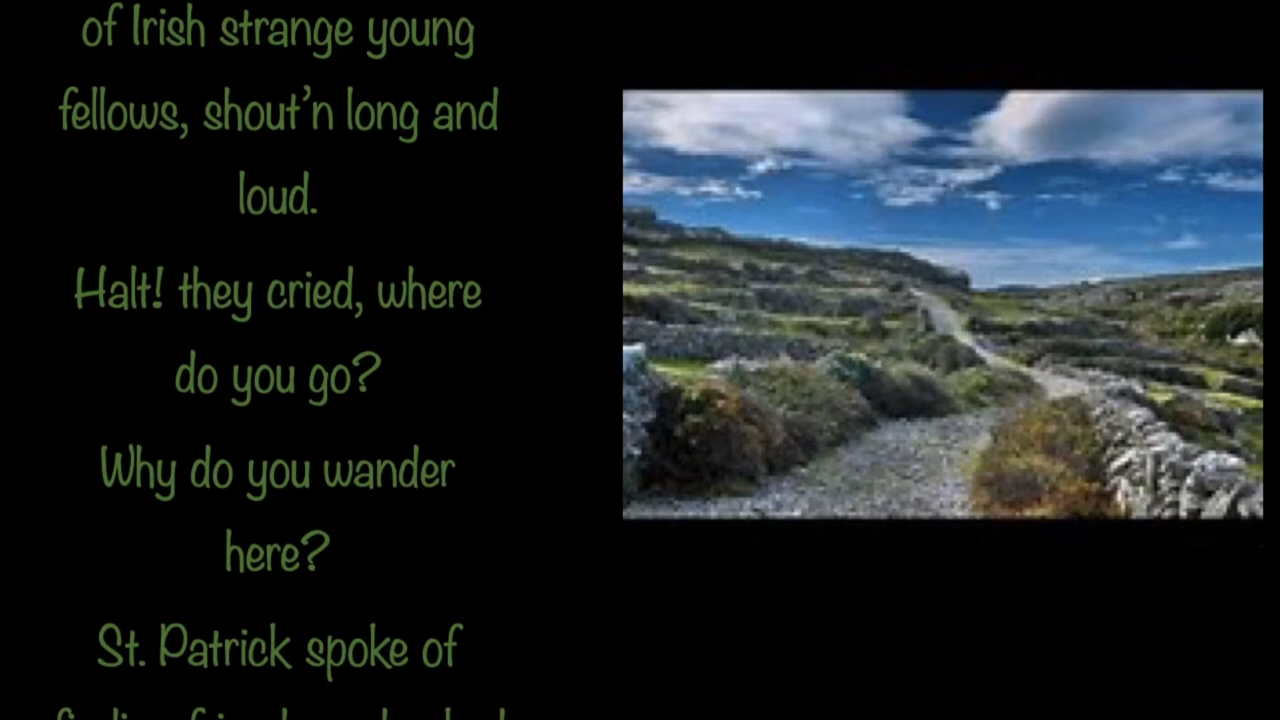 of Irish strange young
fellows, shout'n long and
loud.
Halt! they cried, where
do you go?
Why do you wander
here?
St. Patrick spoke of